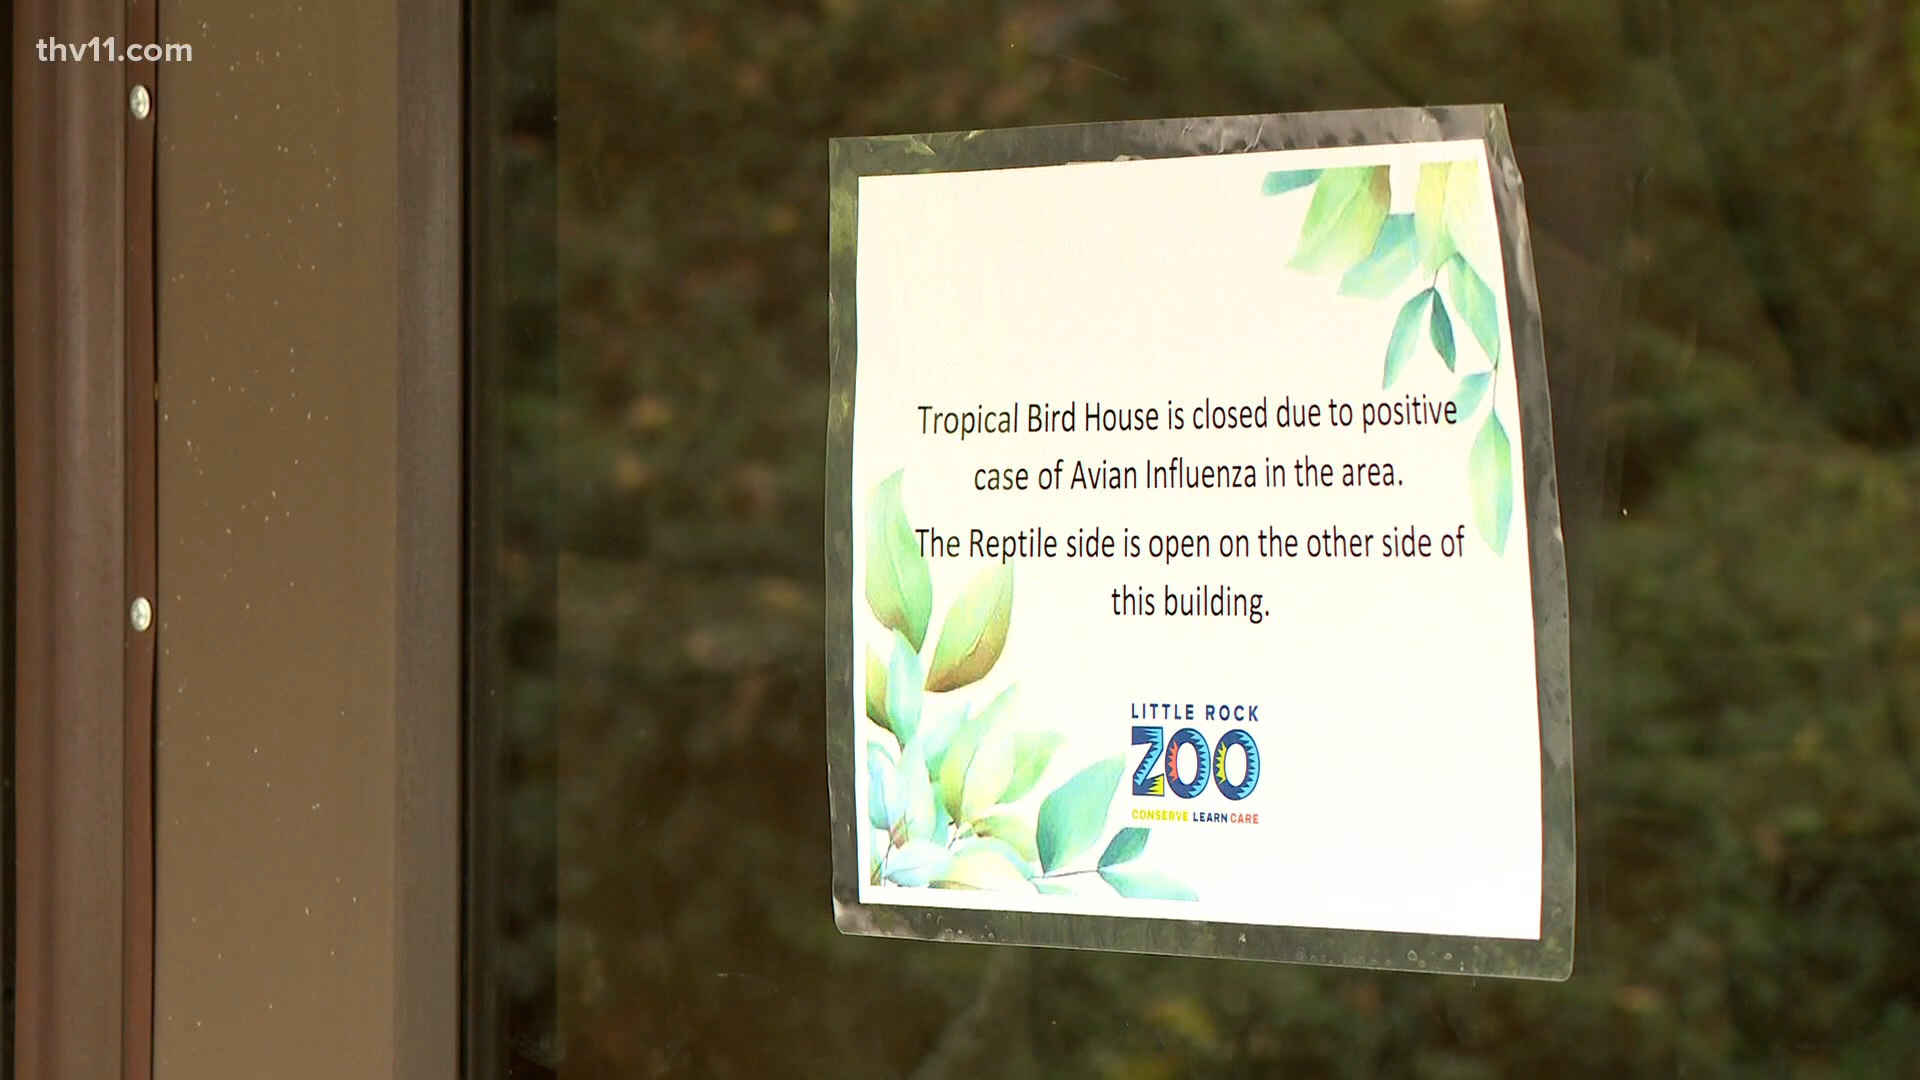 thv11.com
Tropical Bird House is closed due to positive
case of Avian Influenza in the area.
The Reptile side is open on the other side of
this building.
LITTLE ROCK
ZOO
CONSERVE LEARN CARE